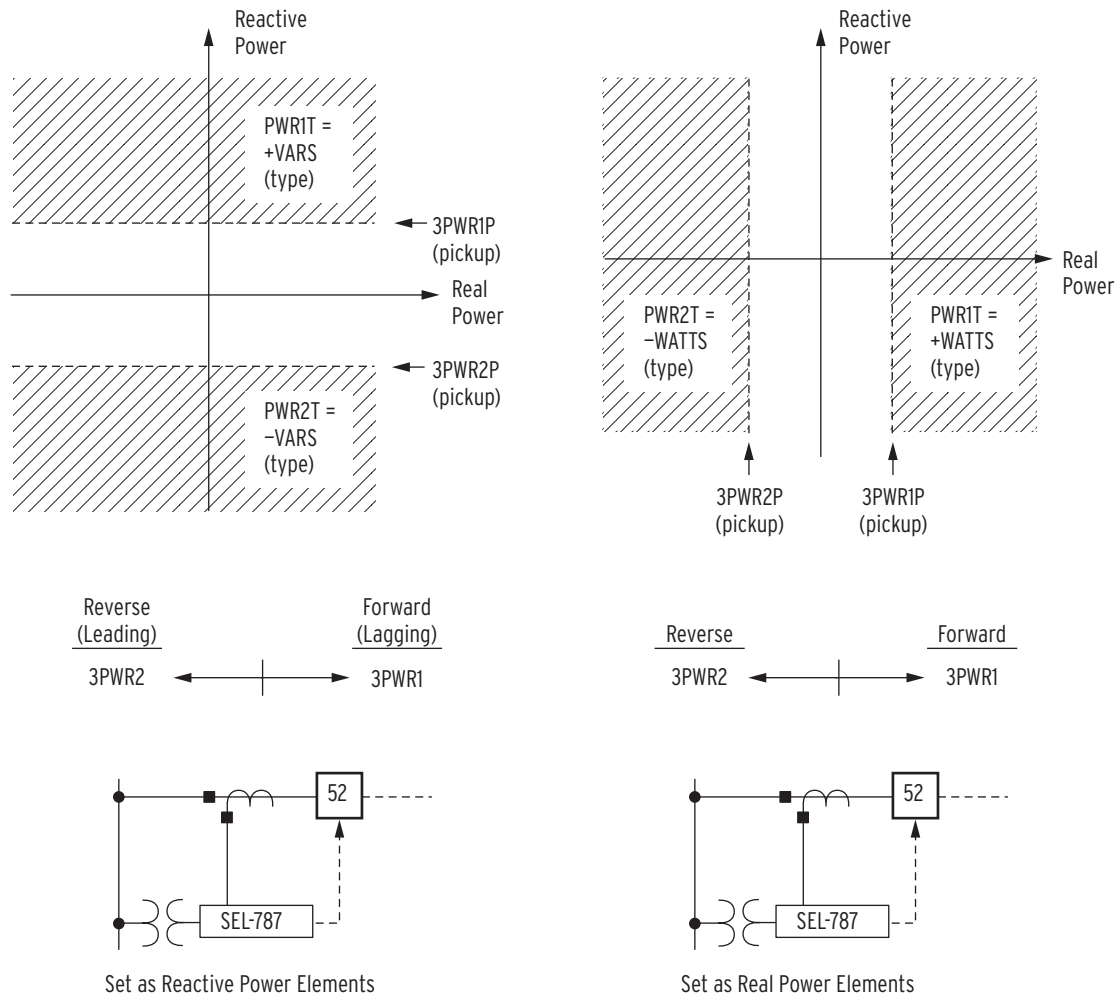 Reactive
Power
PWR1T =
+VARS
(type)
3PWR1P
(pickup)
Real
Power
3PWR2P
(pickup)
PWR2T =
–VARS
(type)
Reactive
Power
Real
Power
PWR2T =
–WATTS
(type)
PWR1T =
+WATTS
(type)
3PWR2P
(pickup)
3PWR1P
(pickup)
Reverse
(Leading)
3PWR2
Forward
(Lagging)
3PWR1
52
SEL-787
Set as Reactive Power Elements
Reverse
3PWR2
Forward
3PWR1
52
SEL-787
Set as Real Power Elements